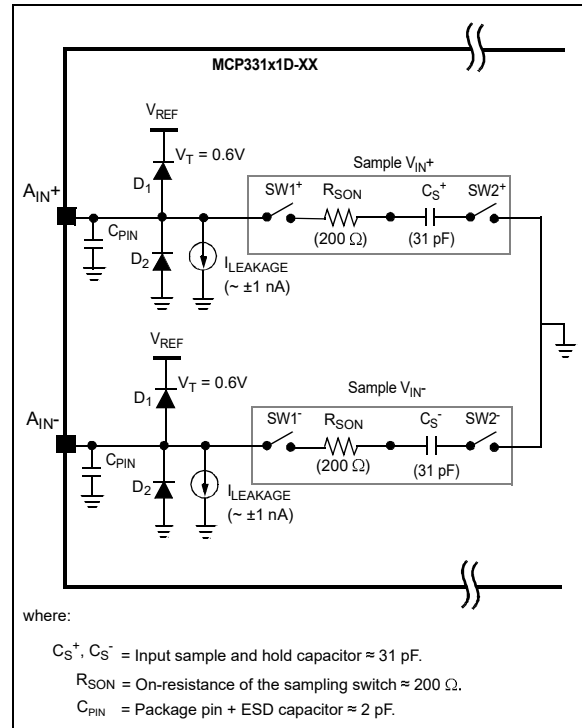 MCP331x1D-XX
VREF
VT = 0.6V
Sample VIN+
AIN+
D1
SW1+
RSON
CS+
SW2+
CPIN
(200 Ω)
(31 pF)
D2
ILEAKAGE
(~ ±1 nA)
VREF
VT = 0.6V
Sample VIN-
AIN-
D1
SW1-
RSON
CS-
SW2-
CPIN
(200 Ω)
(31 pF)
D2
ILEAKAGE
(~ ±1 nA)
where:
CS+, CS- = Input sample and hold capacitor ≈ 31 pF.
RSON = On-resistance of the sampling switch ≈ 200 Ω.
CPIN = Package pin + ESD capacitor ≈ 2 pF.